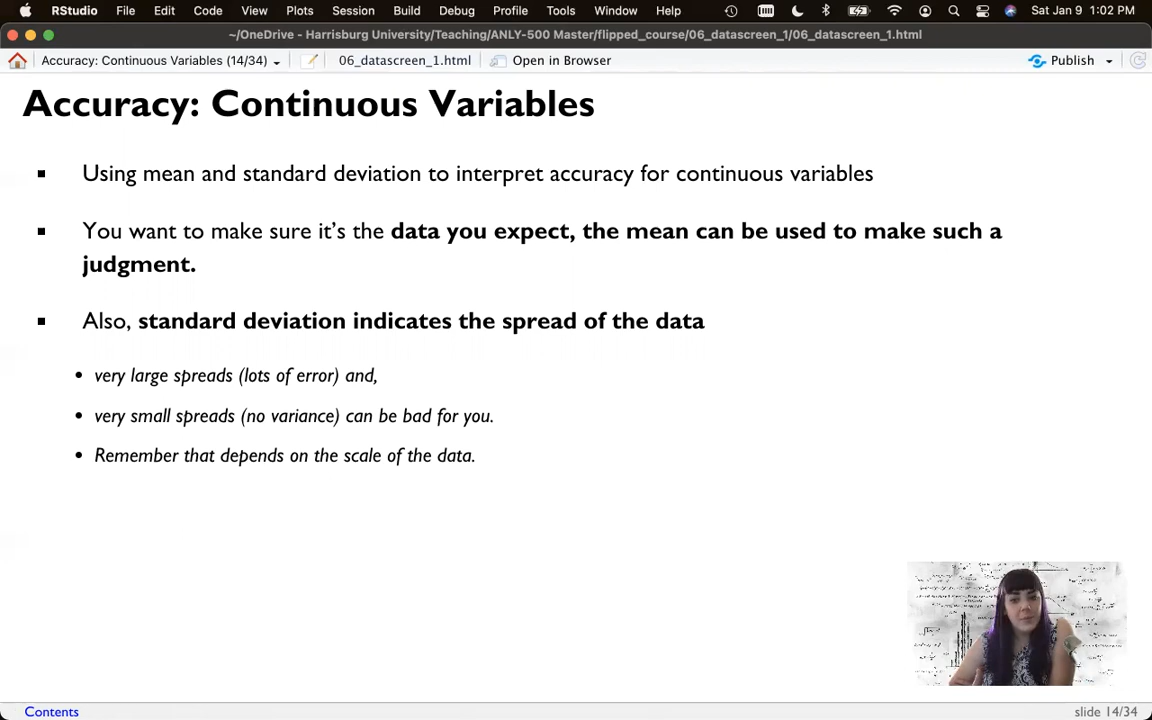 RStudio File Edit Code View Plots Session Build Debug Profile Tools Window Help Sat Jan 9 1:02 PM
~/OneDrive - Harrisburg University/Teaching/ANLY-500 Master/flipped_course/06_datascreen_1/06_datascreen_1.html
Accuracy: Continuous Variables (14/34) 06_datascreen_1.html Open in Browser Publish
Accuracy: Continuous Variables
Using mean and standard deviation to interpret accuracy for continuous variables
You want to make sure it’s the data you expect, the mean can be used to make such a
judgment.
Also, standard deviation indicates the spread of the data
very large spreads (lots of error) and,
very small spreads (no variance) can be bad for you.
Remember that depends on the scale of the data.
Contents slide 14/34